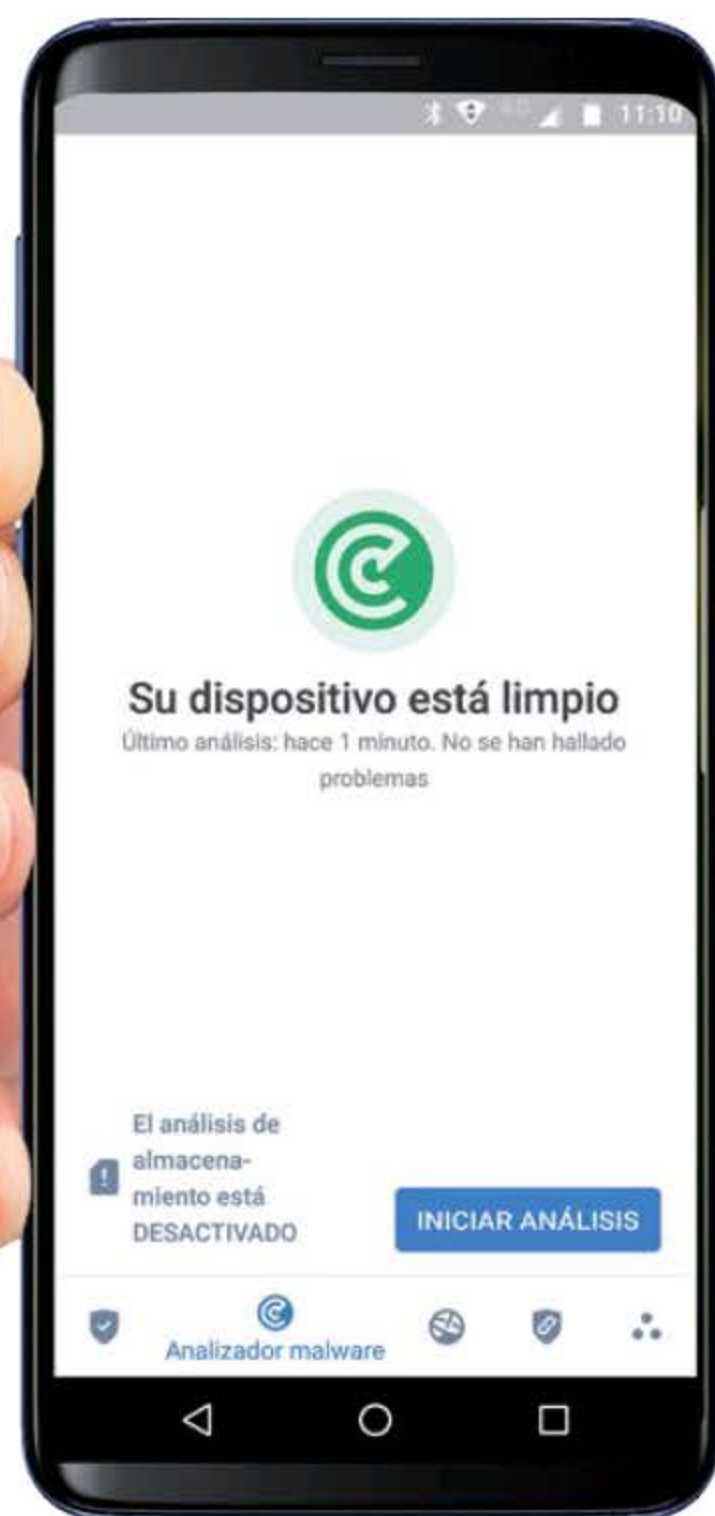 11:10
Su dispositivo está limpio
Último análisis: hace 1 minuto. No se han hallado
problemas
El análisis de
almacena-
miento está
DESACTIVADO
INICIAR ANÁLISIS
Analizador malware